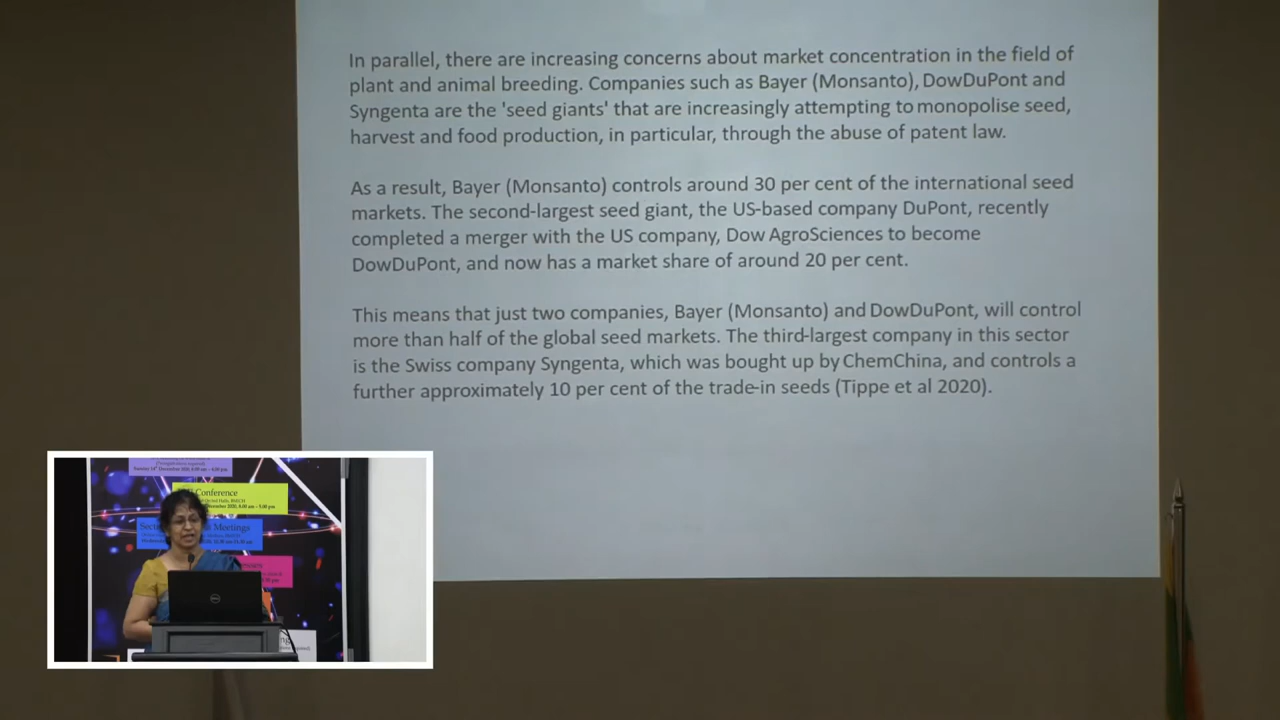 In parallel, there are increasing concerns about market concentration in the field of
plant and animal breeding. Companies such as Bayer (Monsanto), DowDuPont and
Syngenta are the 'seed giants' that are increasingly attempting to monopolise seed,
harvest and food production, in particular, through the abuse of patent law.
As a result, Bayer (Monsanto) controls around 30 per cent of the international seed
markets. The second-largest seed giant, the US-based company DuPont, recently
completed a merger with the US company, Dow AgroSciences to become
DowDuPont, and now has a market share of around 20 per cent.
This means that just two companies, Bayer (Monsanto) and DowDuPont, will control
more than half of the global seed markets. The third-largest company in this sector
is the Swiss company Syngenta, which was bought up by ChemChina, and controls a
further approximately 10 per cent of the trade-in seeds (Tippe et al 2020).
Conference
Meetings